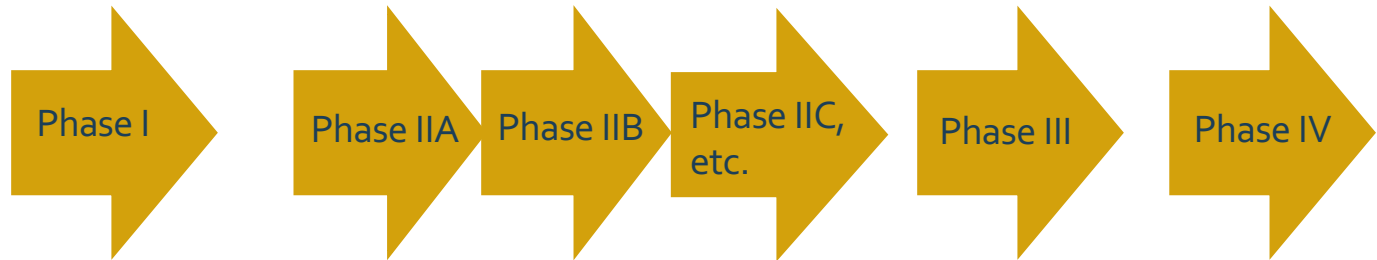 Phase I
Phase IIA
Phase IIB
Phase IIC,
etc.
Phase III
Phase IV